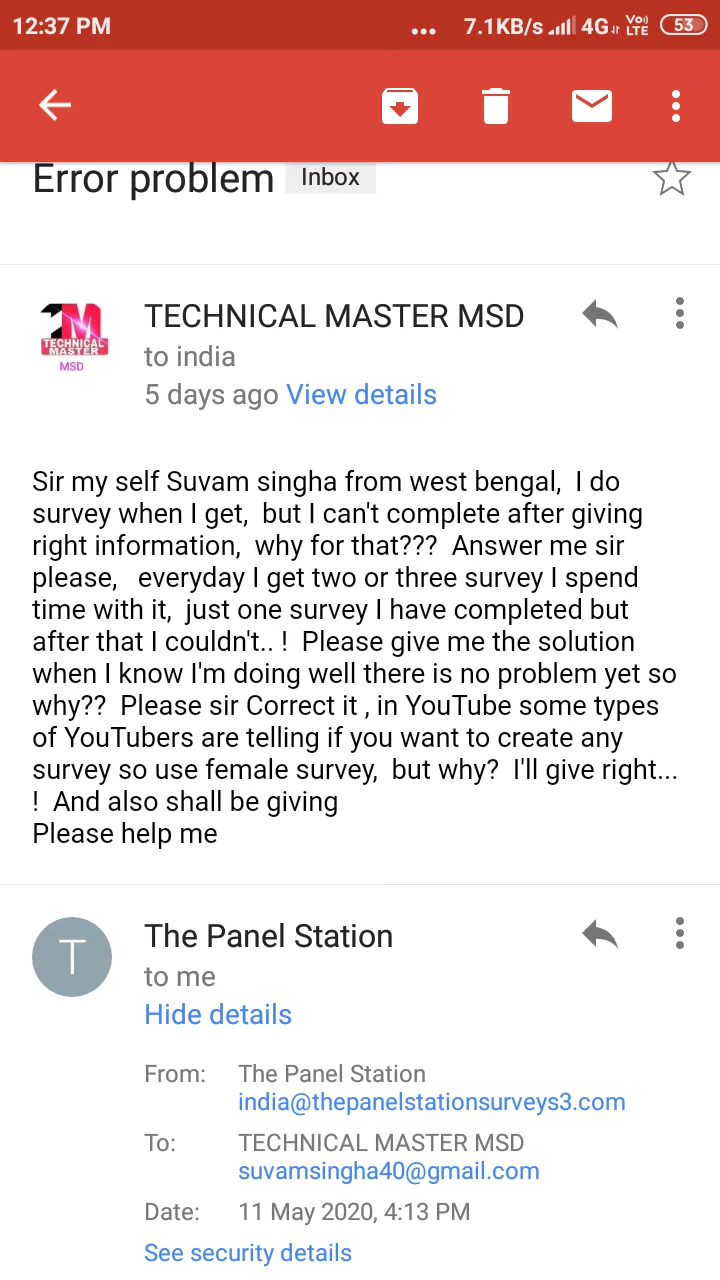 12:37 PM ... 7.1KB/s 4G Vo) LTE 53
Error problem Inbox
TECHNICAL MASTER MSD
to india
5 days ago View details
TECHNICAL
MASTER
MSD
Sir my self Suvam singha from west bengal,  I do
survey when I get,  but I can't complete after giving
right information,  why for that???  Answer me sir
please,   everyday I get two or three survey I spend
time with it,  just one survey I have completed but
after that I couldn't.. !  Please give me the solution
when I know I'm doing well there is no problem yet so
why??  Please sir Correct it , in YouTube some types
of YouTubers are telling if you want to create any
survey so use female survey,  but why?  I'll give right...
!  And also shall be giving
Please help me
T
The Panel Station
to me
Hide details
From: The Panel Station
india@thepanelstationsurveys3.com
To: TECHNICAL MASTER MSD
suvamsingha40@gmail.com
Date: 11 May 2020, 4:13 PM
See security details